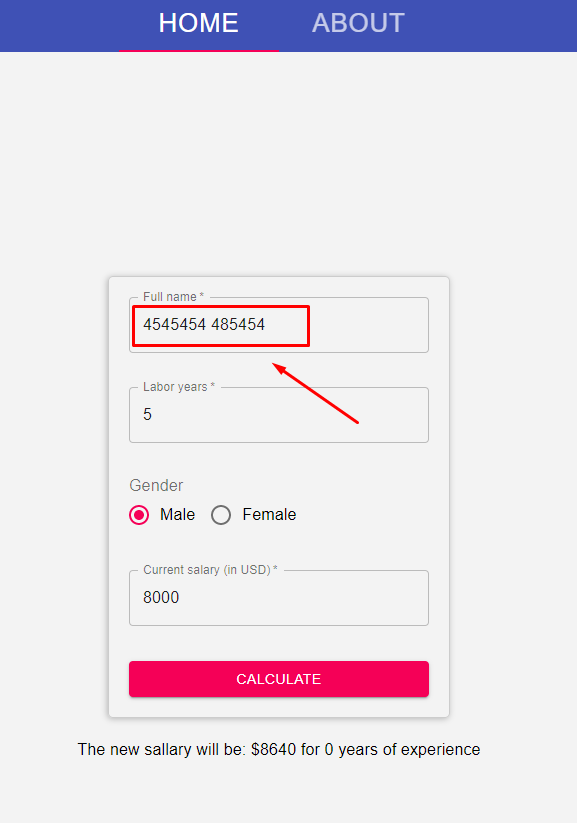 HOME ABOUT
Full name *
4545454 485454
Labor years *
5
Gender
Male Female
Current salary (in USD) *
8000
CALCULATE
The new sallary will be: $8640 for 0 years of experience